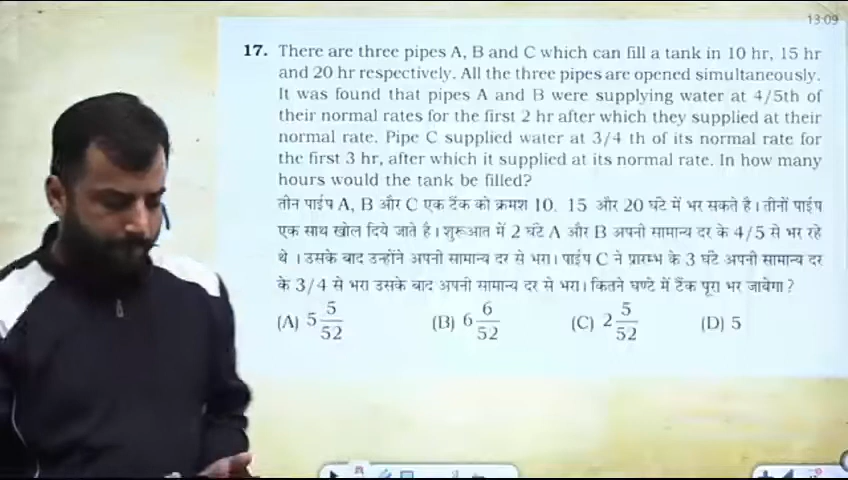 13:09
17. There are three pipes A, B and C which can fill a tank in 10 hr, 15 hr
and 20 hr respectively. All the three pipes are opened simultaneously.
It was found that pipes A and B were supplying water at 4/5th of
their normal rates for the first 2 hr after which they supplied at their
normal rate. Pipe C supplied water at 3/4 th of its normal rate for
the first 3 hr, after which it supplied at its normal rate. In how many
hours would the tank be filled?
तीन पाईप A, B और C एक टैंक को क्रमश 10. 15 और 20 घंटे में भर सकते है। तीनों पाईप
एक साथ खोल दिये जाते है। शुरूआत में 2 घंटे A और B अपनी सामान्य दर के 4/5 से भर रहे
थे । उसके बाद उन्होंने अपनी सामान्य दर से भरा। पाईप C ने प्रारम्भ के 3 घंटे अपनी सामान्य दर
के 3/4 से भरा उसके बाद अपनी सामान्य दर से भरा। कितने घण्टे में टैंक पूरा भर जावेगा ?
(A) 5 5/52 (B) 6 6/52 (C) 2 5/52 (D) 5